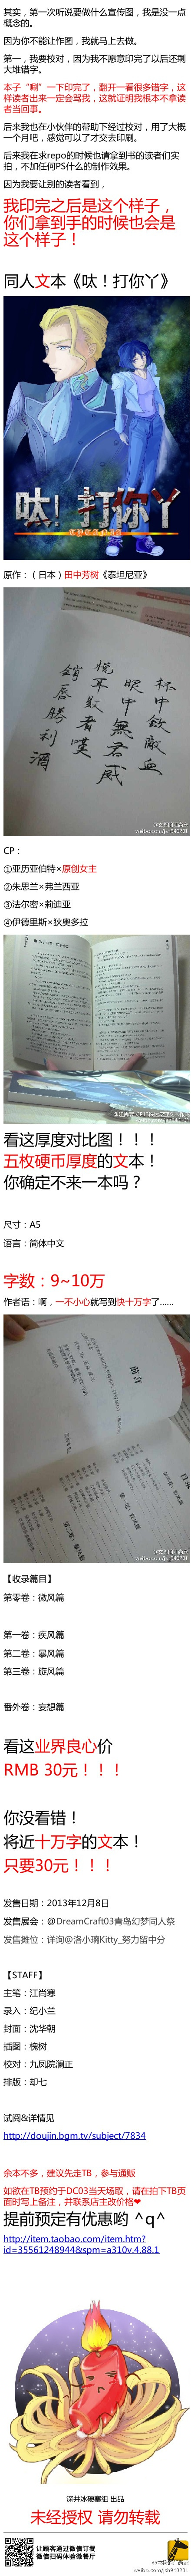 其实，第一次听说要做什么宣传图，我是没一点
概念的。
因为你不能让作图，我就马上去做。
第一，我要校对，因为我不愿意印完了以后还剩
大堆错字。
本子“唰”一下印完了，翻开一看很多错字，这
样读者出来一定会骂我，这就证明我根本不拿读
者当回事。
后来我也在小伙伴的帮助下经过校对，用了大概
一个月吧，感觉可以了才交去印刷。
后来我在求repo的时候也请拿到书的读者们实
拍，不加任何PS什么的制作效果。
因为我要让别的读者看到，
我印完之后是这个样子，
你们拿到手的时候也会是
这个样子！
同人文本《呔！打你丫》
呔！打你丫
原作：（日本）田中芳树《泰坦尼亚》
杯中飲敵血
眼中無君威
悦耳敗者嘆
銷唇勝利酒
CP：
①亚历亚伯特×原创女主
②朱思兰×弗兰西亚
③法尔密×莉迪亚
④伊德里斯×狄奥多拉
看这厚度对比图！！！
五枚硬币厚度的文本！
你确定不来一本吗？
尺寸：A5
语言：简体中文
字数：9~10万
作者语：啊，一不小心就写到快十万字了……
【收录篇目】
第零卷：微风篇
第一卷：疾风篇
第二卷：暴风篇
第三卷：旋风篇
番外卷：妄想篇
看这业界良心价
RMB 30元！！！
你没看错！
将近十万字的文本！
只要30元！！！
发售日期：2013年12月8日
发售展会：@DreamCraft03青岛幻梦同人祭
发售摊位：详询@洛小璃Kitty_努力留中分
【STAFF】
主笔：江尚寒
录入：纪小兰
封面：沈华朝
插图：槐树
校对：九凤院澜正
排版：却七
试阅&详情见
http://doujin.bgm.tv/subject/7834
余本不多，建议先走TB，参与通贩
如欲在TB预约于DC03当天场取，请在拍下TB页
面时写上备注，并联系店主改价格❤
提前预定有优惠哟 ^q^
http://item.taobao.com/item.htm?
id=35561248944&spm=a310v.4.88.1
深井冰硬塞组 出品
未经授权 请勿转载
让顾客通过微信订餐
微信扫码体验微餐厅